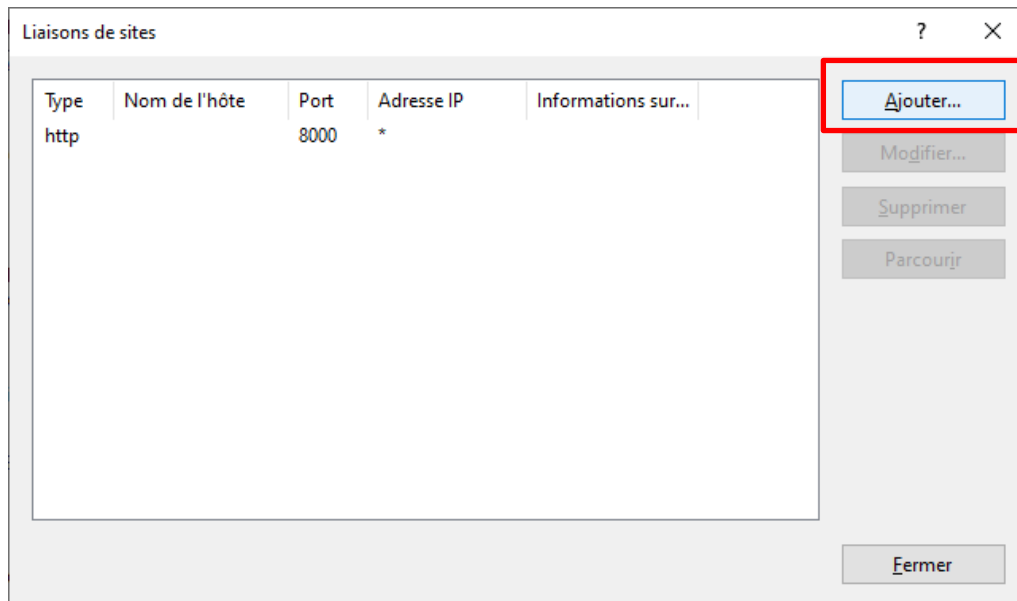 Liaisons de sites ?
Type Nom de l'hôte Port Adresse IP Informations sur...
http 8000 *
Ajouter...
Modifier...
Supprimer
Parcourir
Fermer